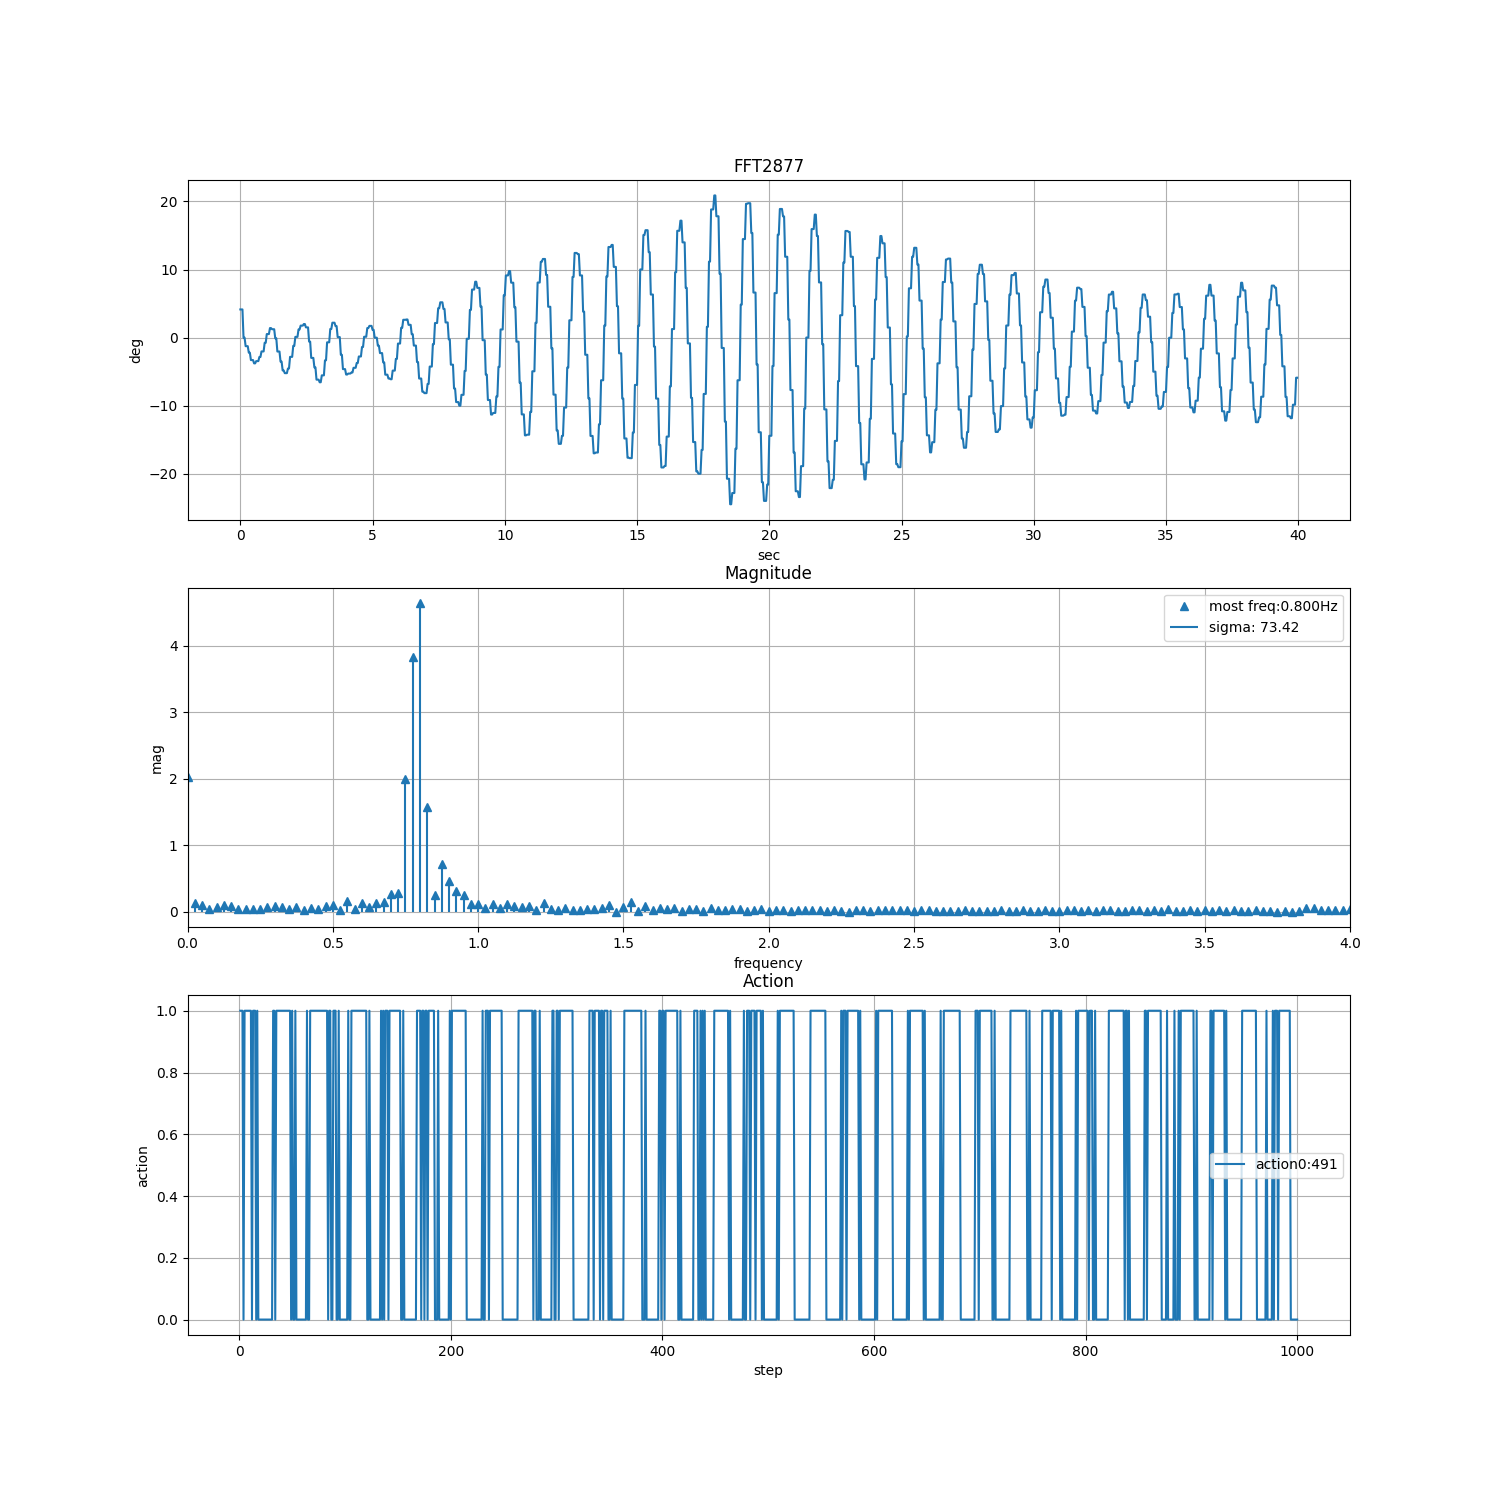 FFT2877
20
10
0
−10
−20
deg
0 5 10 15 20 25 30 35 40
sec
Magnitude
most freq:0.800Hz
sigma: 73.42
4
3
2
1
0
mag
0.0 0.5 1.0 1.5 2.0 2.5 3.0 3.5 4.0
frequency
Action
1.0
0.8
0.6
0.4
0.2
0.0
action
action0:491
0 200 400 600 800 1000
step